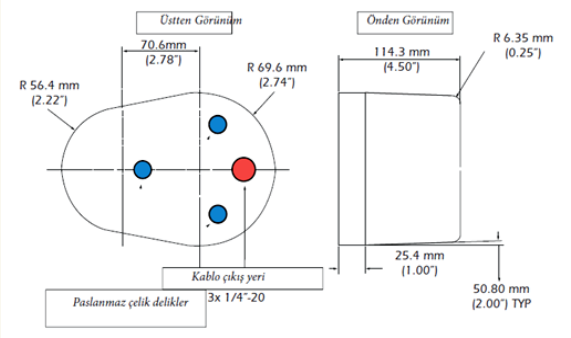 Üstten Görünüm
Önden Görünüm
70.6mm
(2.78")
114.3 mm
(4.50")
R 6.35 mm
(0.25")
R 56.4 mm
(2.22")
R 69.6 mm
(2.74")
25.4 mm
(1.00")
Kablo çıkış yeri
50.80 mm
(2.00") TYP
Paslanmaz çelik delikler
3x 1/4"-20